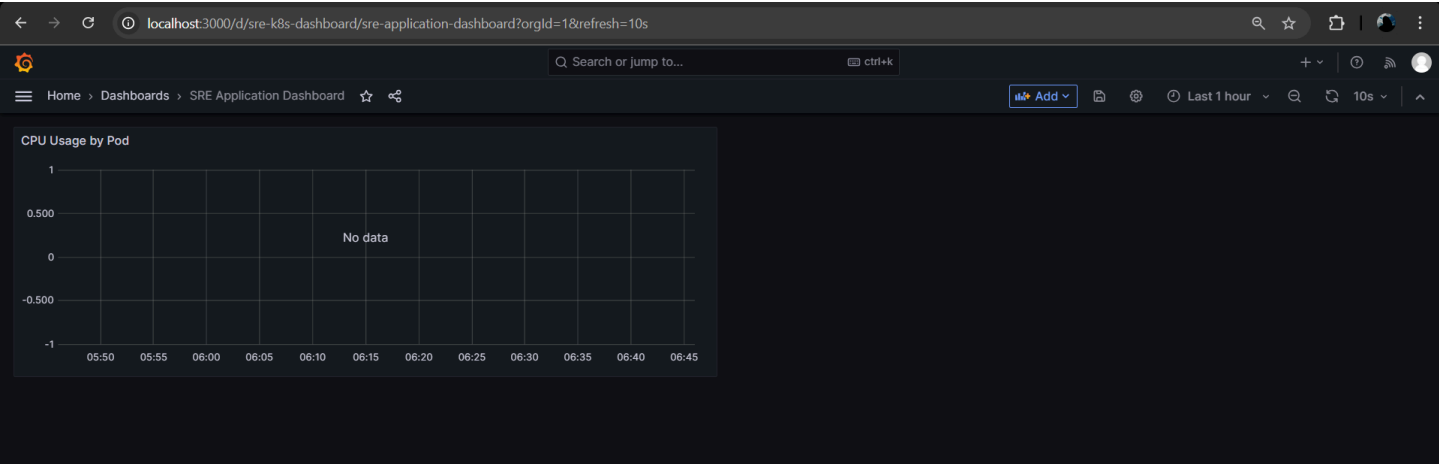 localhost:3000/d/sre-k8s-dashboard/sre-application-dashboard?orgId=1&refresh=10s
Search or jump to... ctrl+k
Home › Dashboards › SRE Application Dashboard Add Last 1 hour 10s
CPU Usage by Pod
1
0.500
No data
0
-0.500
-1
05:50 05:55 06:00 06:05 06:10 06:15 06:20 06:25 06:30 06:35 06:40 06:45